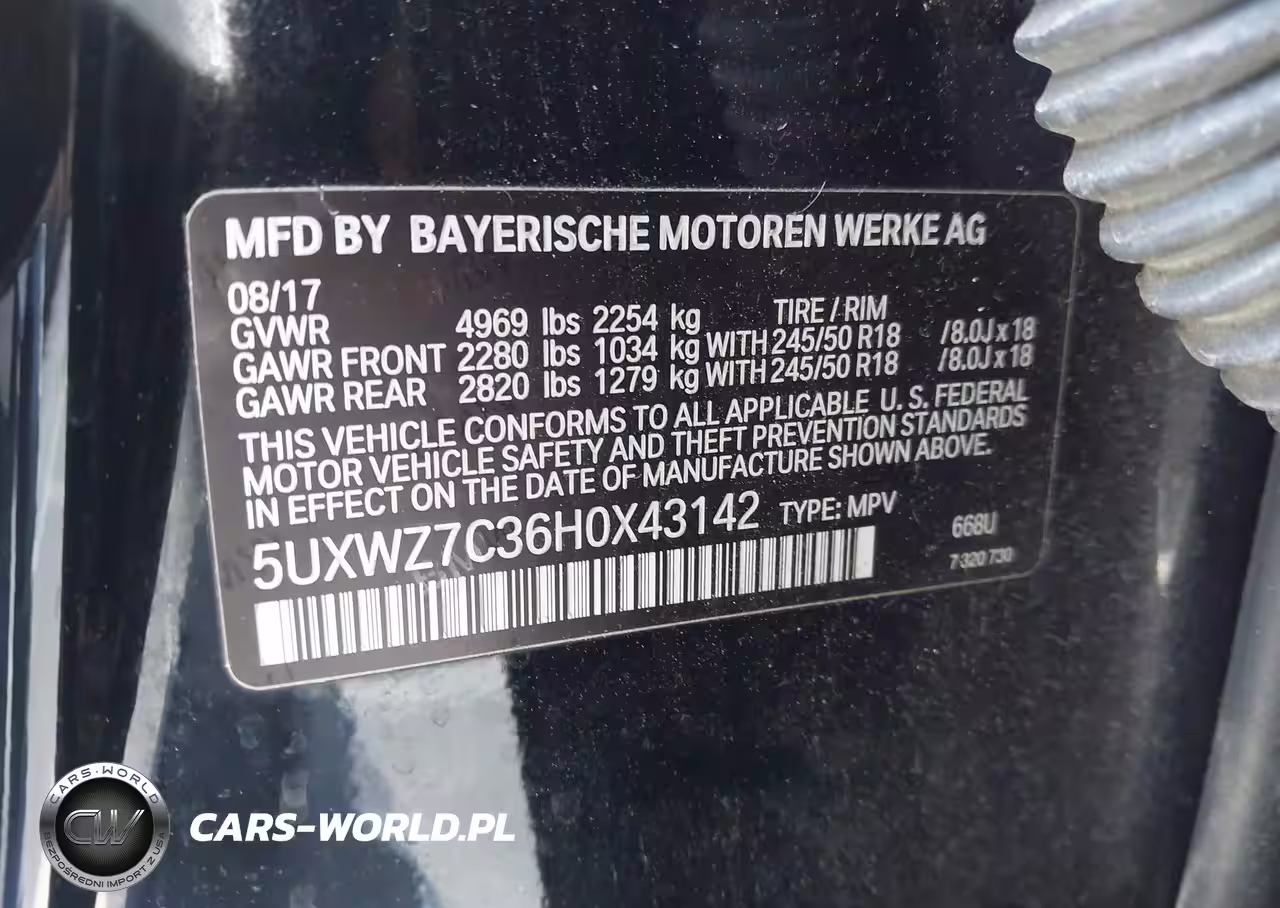 MFD BY BAYERISCHE MOTOREN WERKE AG
08/17 TIRE / RIM
GVWR 4969 lbs 2254 kg
GAWR FRONT 2280 lbs 1034 kg WITH 245/50 R18 /8.0J x 18
GAWR REAR 2820 lbs 1279 kg WITH 245/50 R18 /8.0J x 18
THIS VEHICLE CONFORMS TO ALL APPLICABLE U. S. FEDERAL
MOTOR VEHICLE SAFETY AND THEFT PREVENTION STANDARDS
IN EFFECT ON THE DATE OF MANUFACTURE SHOWN ABOVE.
5UXWZ7C36H0X43142 TYPE: MPV 668U
7 320 730
CARS-WORLD
CW
BEZPOŚREDNI IMPORT Z USA
CARS-WORLD.PL